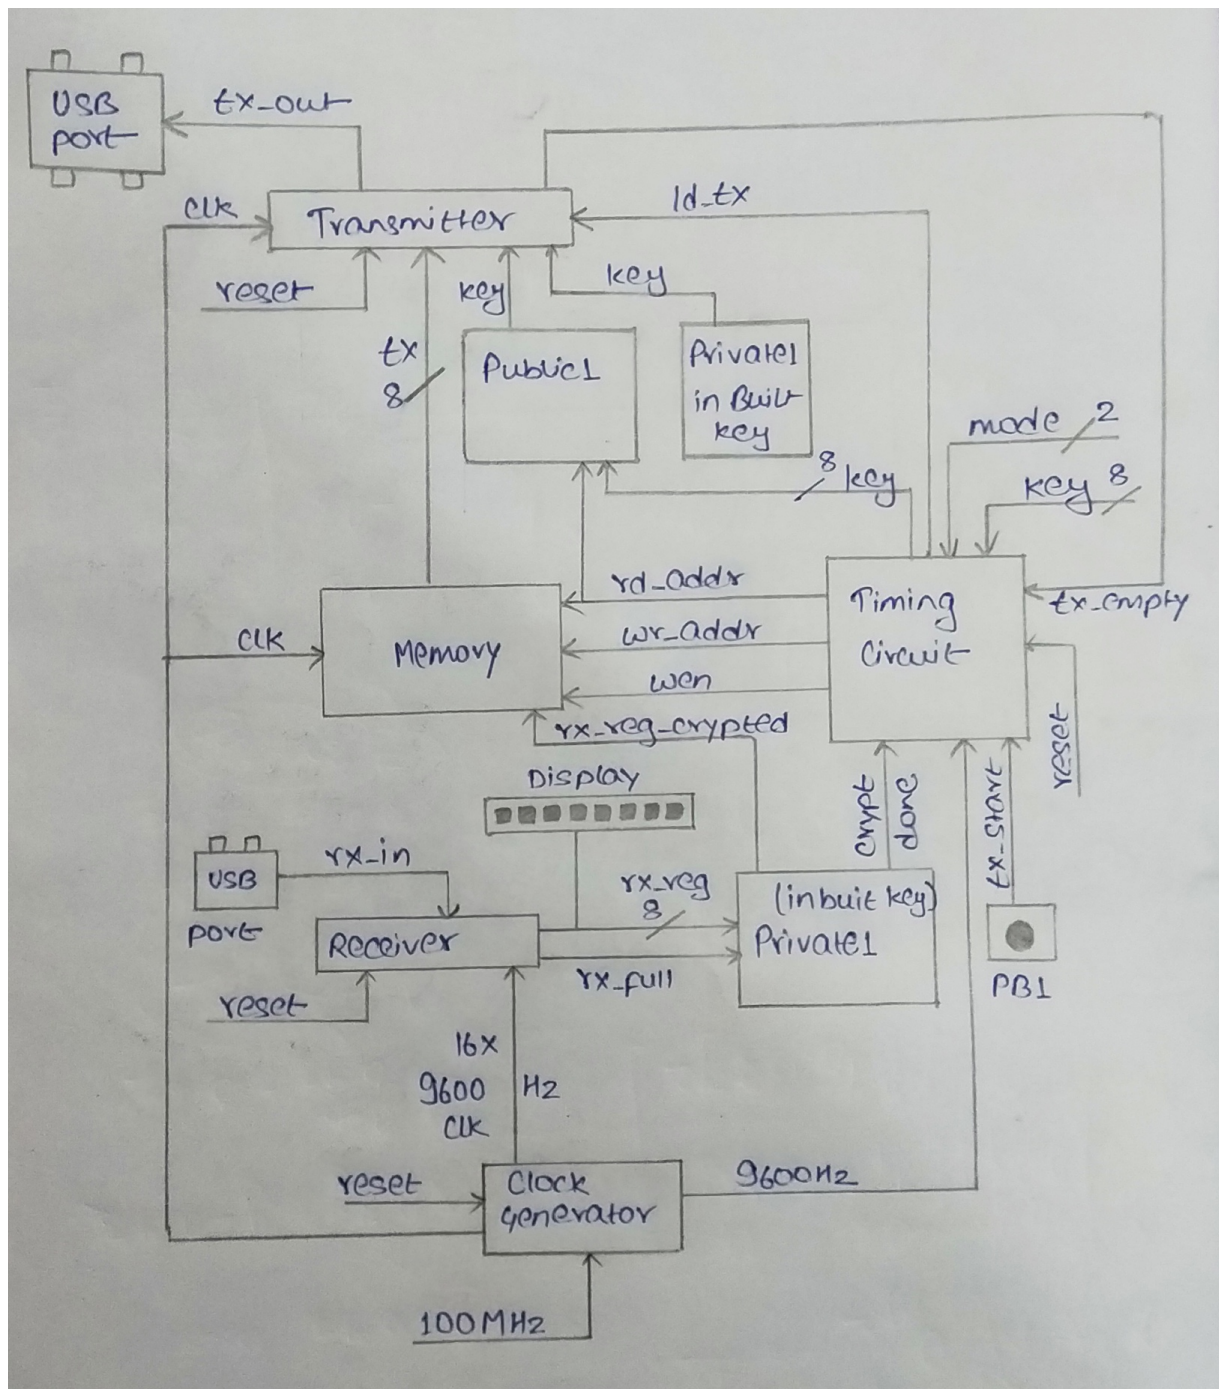 USB
port
tx_out
clk
Transmitter
ld_tx
reset
key
key
tx
8
Public1
Private1
in Built
key
mode 2
8 key
key 8
rd_addr
Timing
Circuit
tx_empty
clk
Memory
wr_addr
wen
rx_reg_crypted
reset
Display
crypt
done
tx_start
rx_in
USB
port
rx_reg
8
(inbuit key)
Private1
Receiver
rx_full
PB1
reset
16x
9600 Hz
clk
reset
Clock
Generator
9600Hz
100MHz